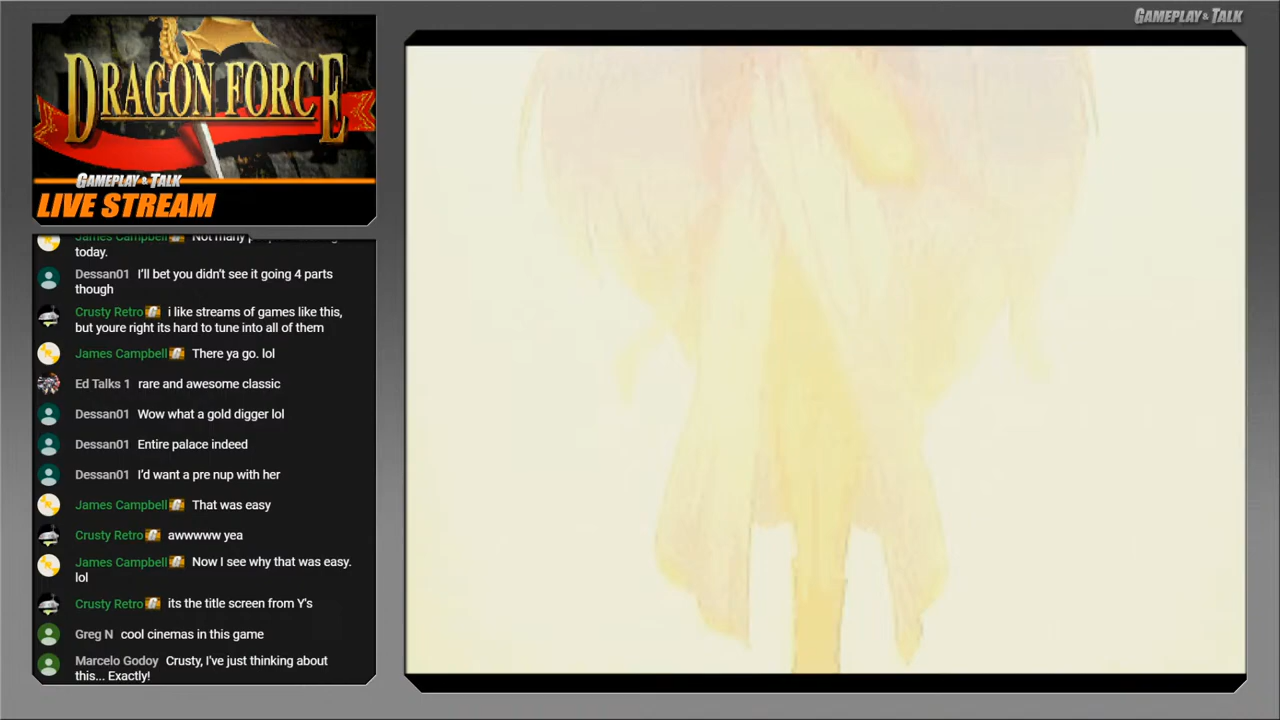 GAMEPLAY & TALK
DRAGON FORCE
GAMEPLAY & TALK
LIVE STREAM
James Campbell Not many
today.
Dessan01 I'll bet you didn't see it going 4 parts
though
Crusty Retro i like streams of games like this,
but youre right its hard to tune into all of them
James Campbell There ya go. lol
Ed Talks 1 rare and awesome classic
Dessan01 Wow what a gold digger lol
Dessan01 Entire palace indeed
Dessan01 I'd want a pre nup with her
James Campbell That was easy
Crusty Retro awwwww yea
James Campbell Now I see why that was easy.
lol
Crusty Retro its the title screen from Y's
Greg N cool cinemas in this game
Marcelo Godoy Crusty, I've just thinking about
this... Exactly!